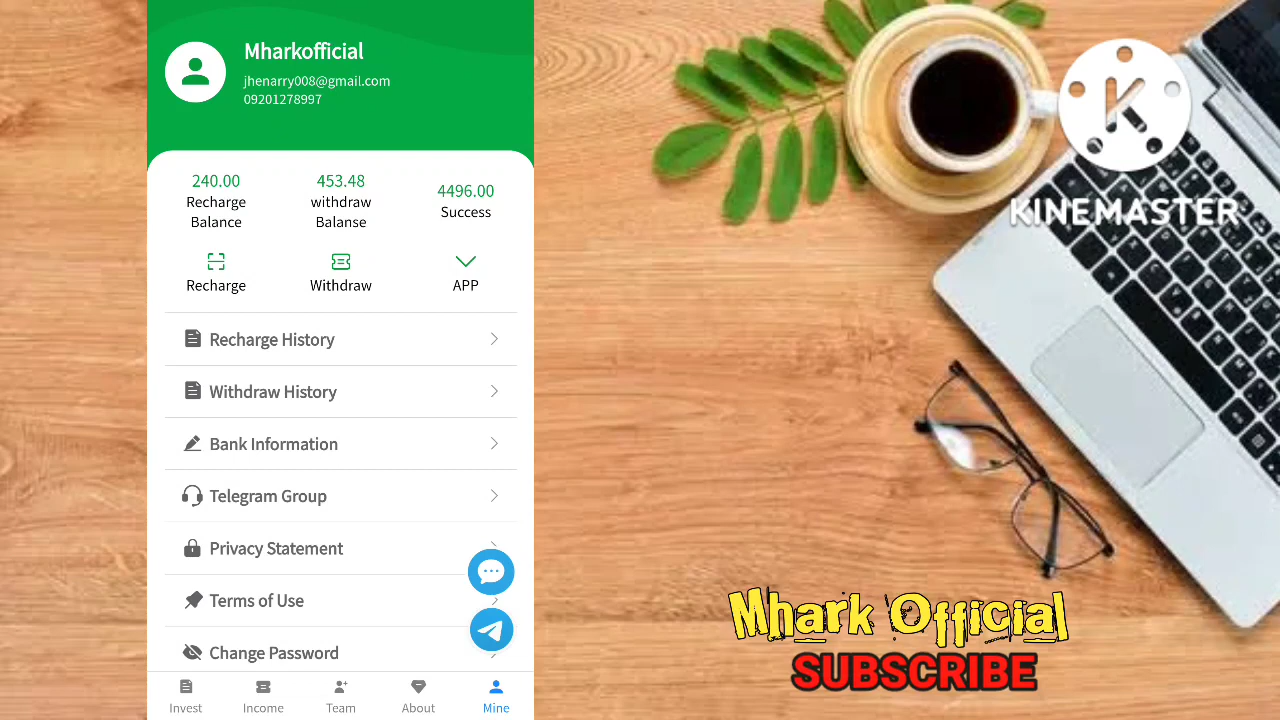 Mharkofficial
jhenarry008@gmail.com
09201278997
240.00
Recharge
Balance
453.48
withdraw
Balanse
4496.00
Success
Recharge
Withdraw
APP
Recharge History
Withdraw History
Bank Information
Telegram Group
Privacy Statement
Terms of Use
Change Password
Invest
Income
Team
About
Mine
K
KINEMASTER
Mhark Official
SUBSCRIBE